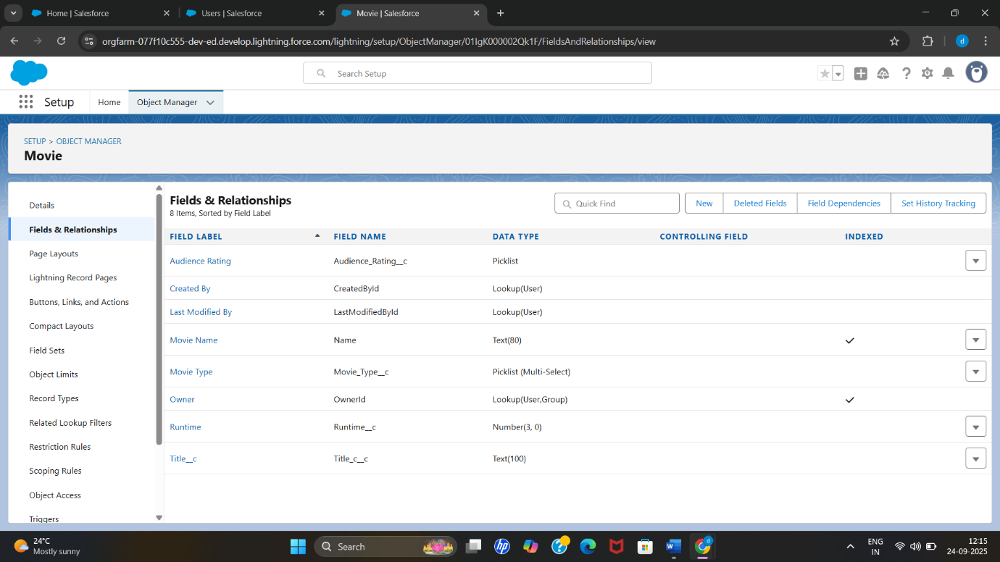 Home | Salesforce
Users | Salesforce
Movie | Salesforce
orgfarm-077f10c555-dev-ed.develop.lightning.force.com/lightning/setup/ObjectManager/01IgK000002Qk1F/FieldsAndRelationships/view
d
Search Setup
Setup
Home
Object Manager
SETUP > OBJECT MANAGER
Movie
Details
Fields & Relationships
Page Layouts
Lightning Record Pages
Buttons, Links, and Actions
Compact Layouts
Field Sets
Object Limits
Record Types
Related Lookup Filters
Restriction Rules
Scoping Rules
Object Access
Triggers
Fields & Relationships
8 Items, Sorted by Field Label
Quick Find
New
Deleted Fields
Field Dependencies
Set History Tracking
FIELD LABEL FIELD NAME DATA TYPE CONTROLLING FIELD INDEXED
Audience Rating Audience_Rating__c Picklist
Created By CreatedById Lookup(User)
Last Modified By LastModifiedById Lookup(User)
Movie Name Name Text(80)
Movie Type Movie_Type__c Picklist (Multi-Select)
Owner OwnerId Lookup(User,Group)
Runtime Runtime__c Number(3, 0)
Title__c Title_c__c Text(100)
24°C
Mostly sunny
Search
ENG
IN
12:15
24-09-2025